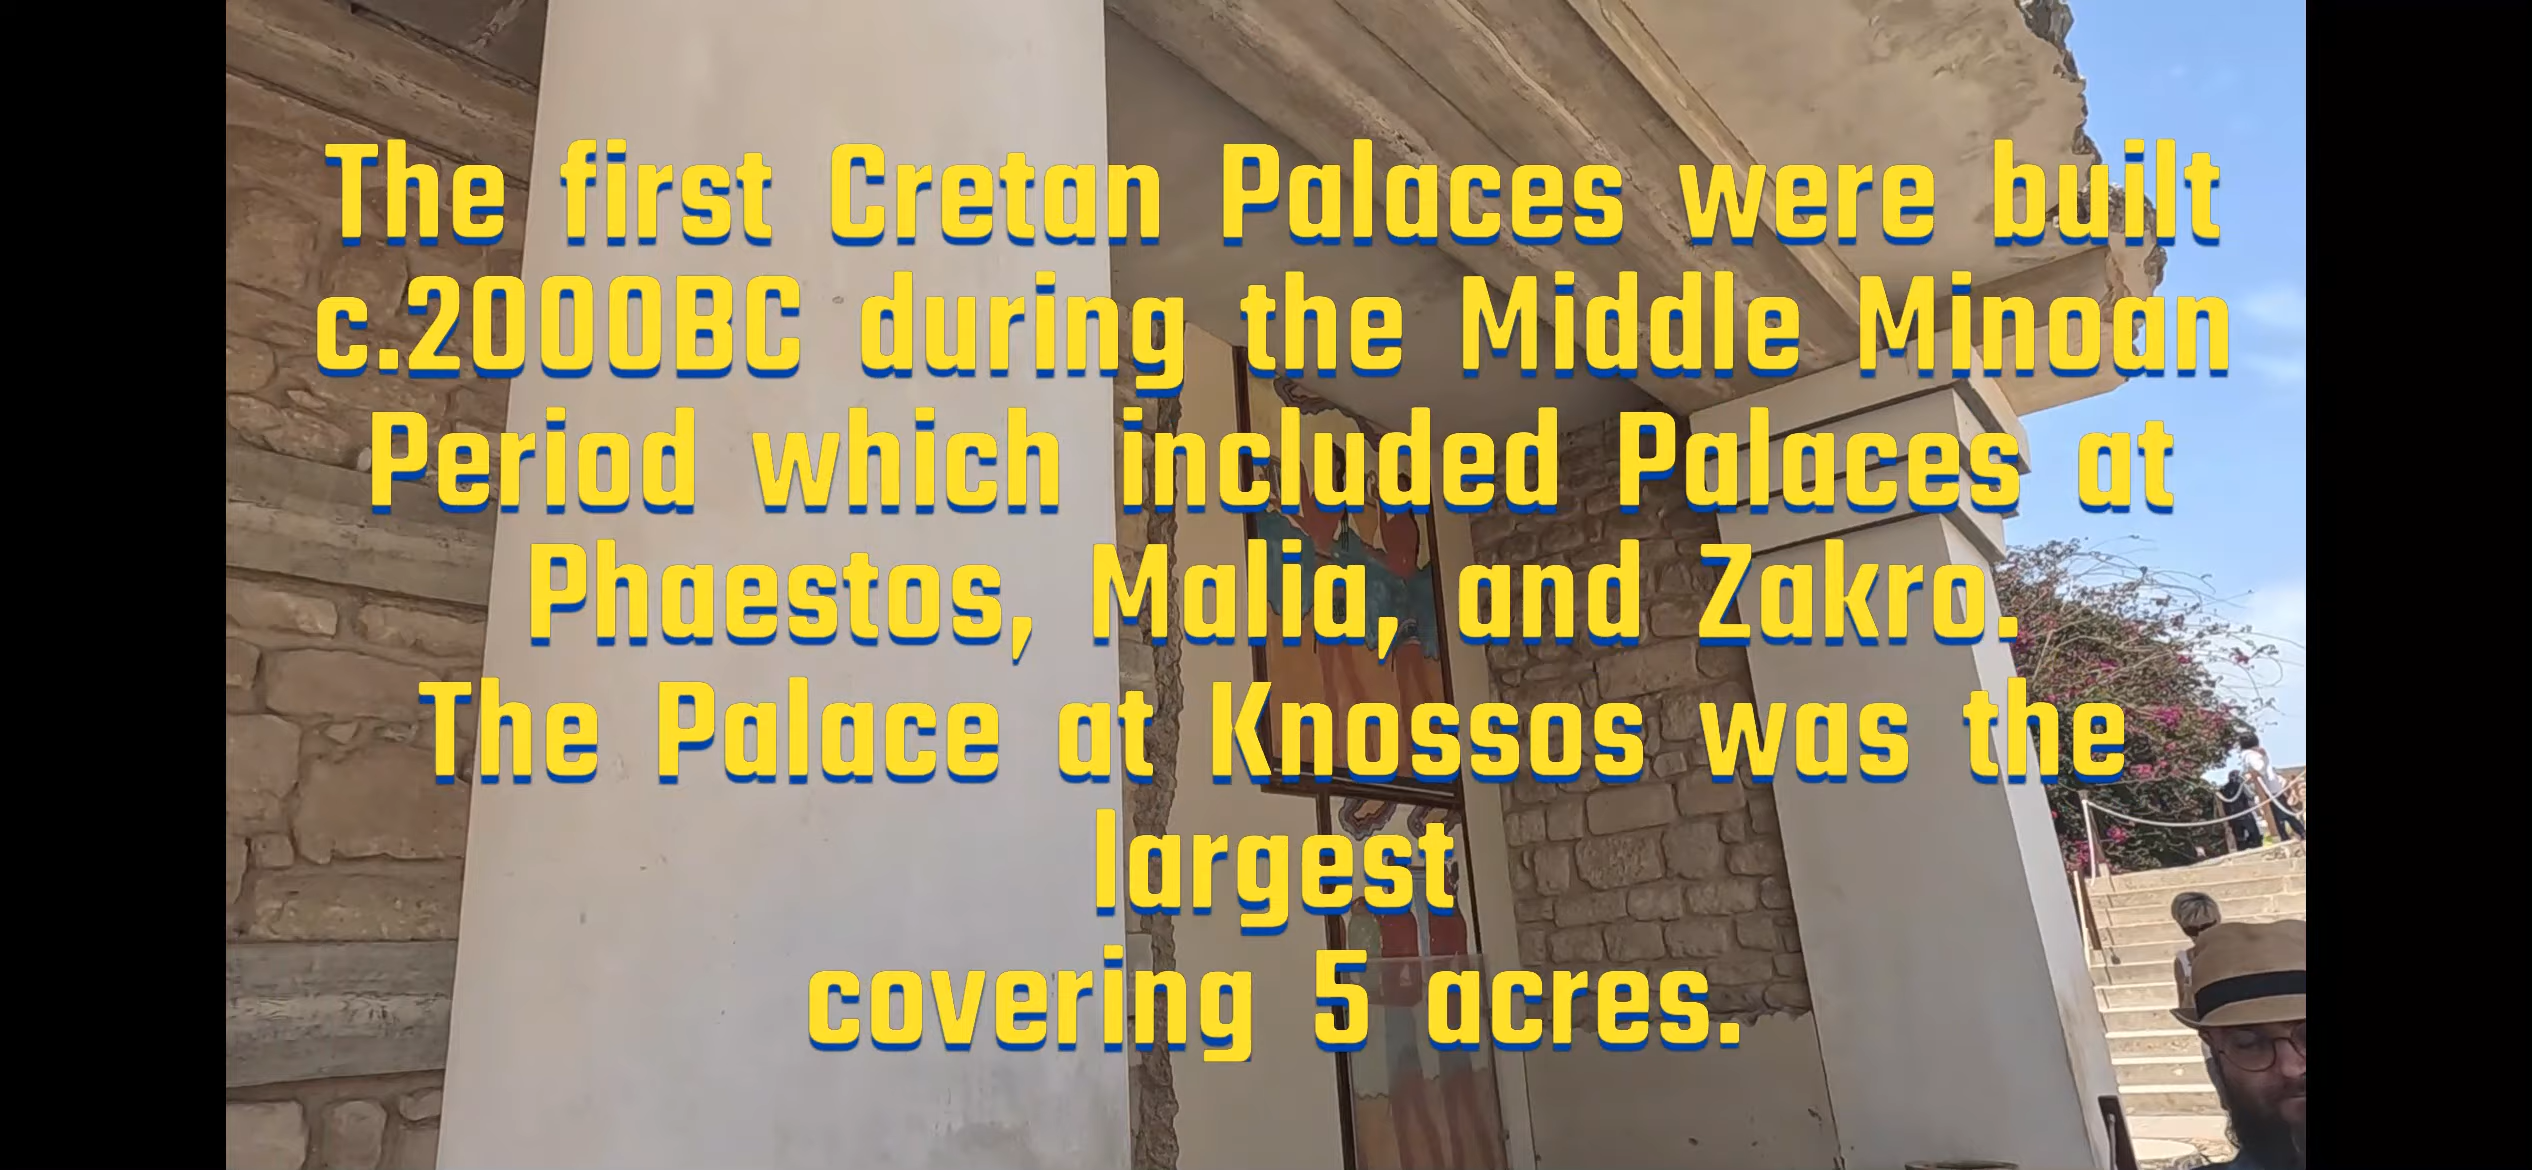 The first Cretan Palaces were built
c.2000BC during the Middle Minoan
Period which included Palaces at
Phaestos, Malia, and Zakro.
The Palace at Knossos was the
largest
covering 5 acres.